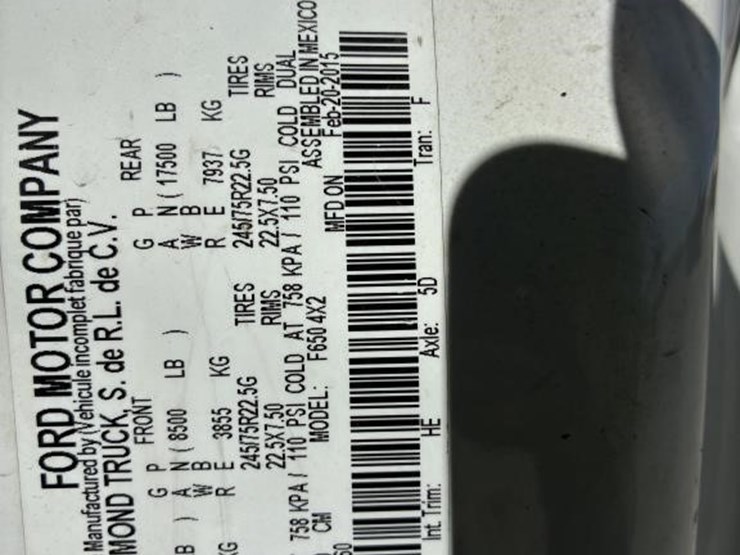 FORD MOTOR COMPANY
Manufactured by (Vehicule incomplet fabrique par)
MOND TRUCK, S. de R.L. de C.V.
FRONT REAR
G P G P
B ) A N ( 8500 LB ) A N ( 17500 LB )
W B W B
KG R E 3855 KG R E 7937 KG
245/75R22.5G TIRES 245/75R22.5G TIRES
22.5X7.50 RIMS 22.5X7.50 RIMS
758 KPA / 110 PSI COLD AT 758 KPA / 110 PSI COLD DUAL
CM MODEL: F650 4X2 ASSEMBLED IN MEXICO
60 MFD ON Feb-20-2015
Int. Trim: HE Axle: 5D Tran: F